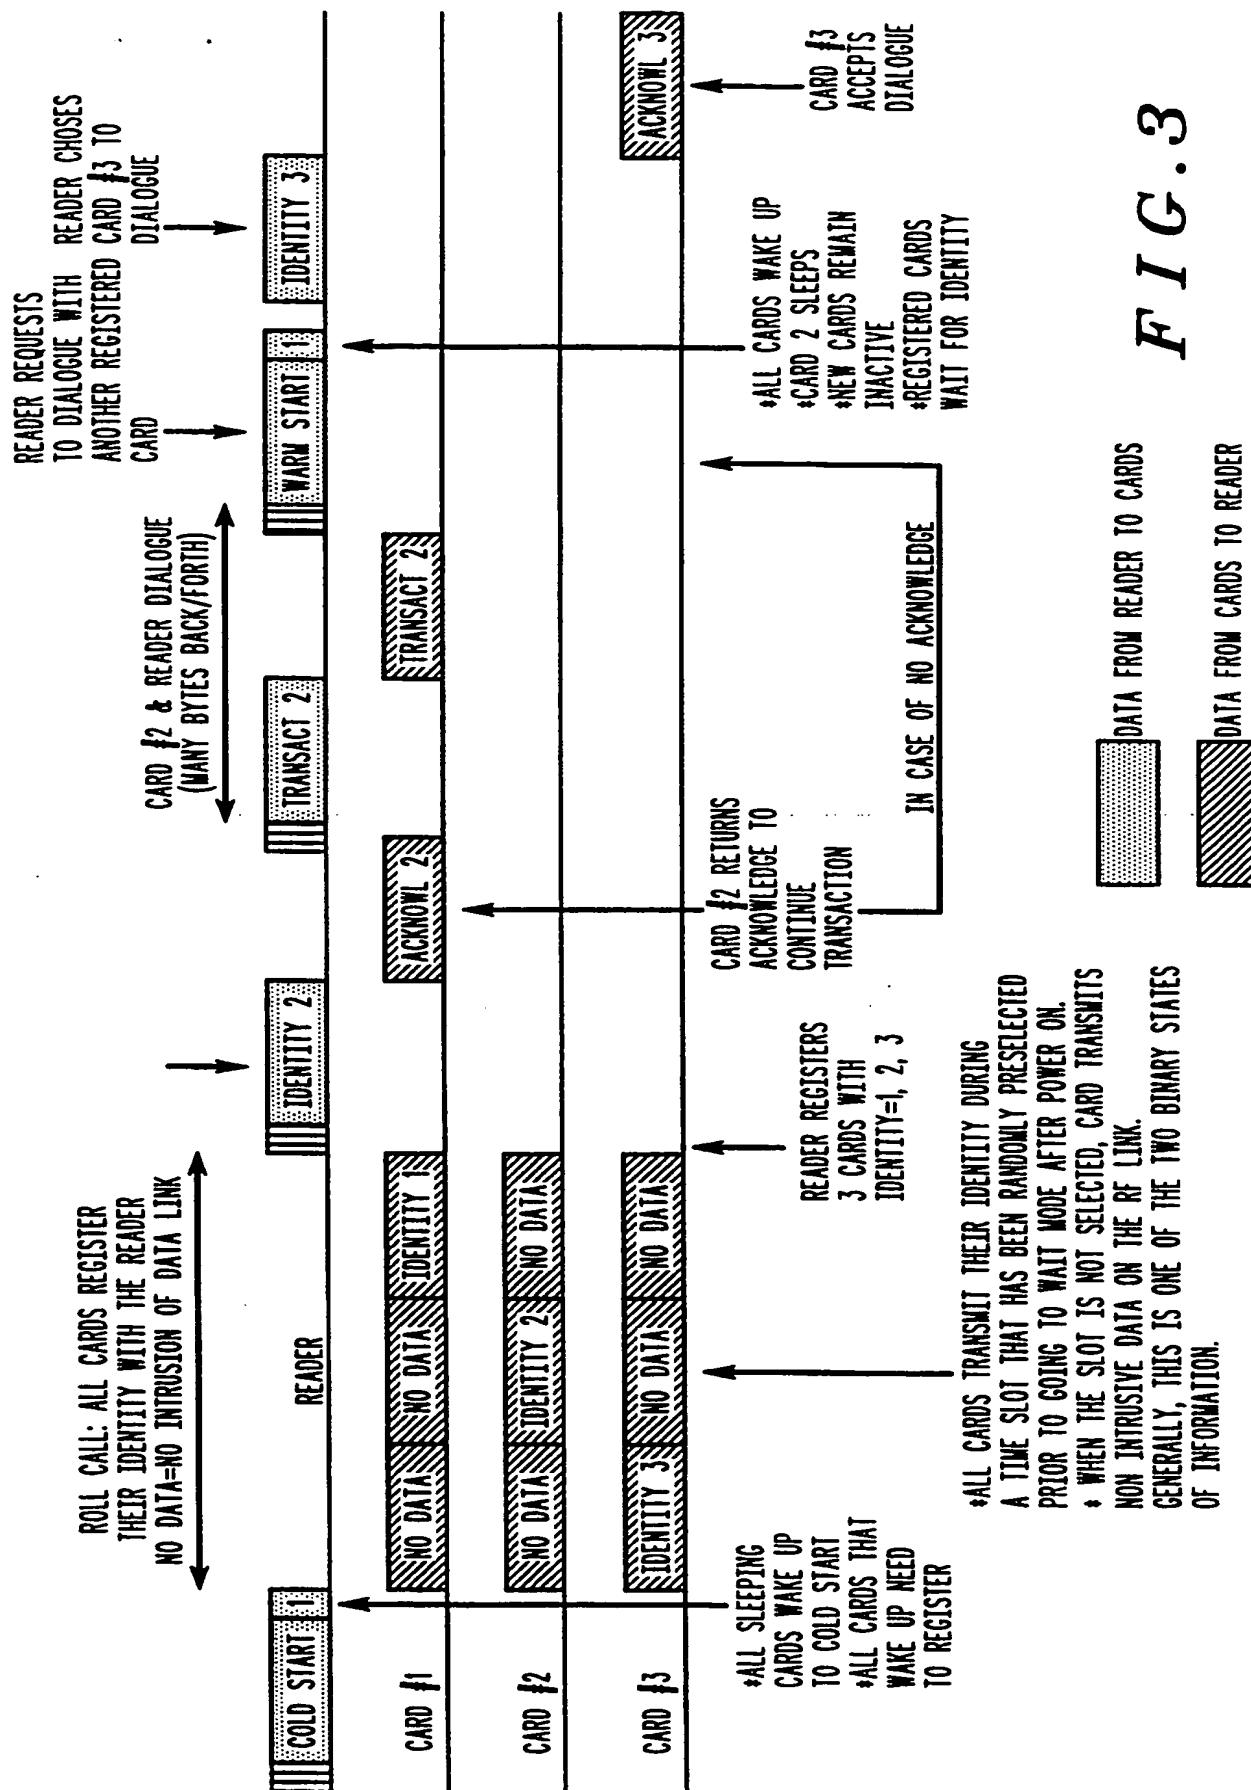 READER REQUESTS
TO DIALOGUE WITH
ANOTHER REGISTERED
CARD
READER CHOSES
CARD #3 TO
DIALOGUE
CARD #2 & READER DIALOGUE
(MANY BYTES BACK/FORTH)
ROLL CALL: ALL CARDS REGISTER
THEIR IDENTITY WITH THE READER
NO DATA=NO INTRUSION OF DATA LINK
COLD START
1
READER
IDENTITY 2
TRANSACT 2
WARM START
1
IDENTITY 3
CARD #1
NO DATA
NO DATA
IDENTITY 1
ACKNOWL 2
TRANSACT 2
CARD #2
NO DATA
IDENTITY 2
NO DATA
CARD #3
IDENTITY 3
NO DATA
NO DATA
ACKNOWL 3
*ALL SLEEPING
CARDS WAKE UP
TO COLD START
*ALL CARDS THAT
WAKE UP NEED
TO REGISTER
READER REGISTERS
3 CARDS WITH
IDENTITY=1, 2, 3
CARD #2 RETURNS
ACKNOWLEDGE TO
CONTINUE
TRANSACTION
IN CASE OF NO ACKNOWLEDGE
*ALL CARDS WAKE UP
*CARD 2 SLEEPS
*NEW CARDS REMAIN
INACTIVE
*REGISTERED CARDS
WAIT FOR IDENTITY
CARD #3
ACCEPTS
DIALOGUE
*ALL CARDS TRANSMIT THEIR IDENTITY DURING
A TIME SLOT THAT HAS BEEN RANDOMLY PRESELECTED
PRIOR TO GOING TO WAIT MODE AFTER POWER ON.
* WHEN THE SLOT IS NOT SELECTED, CARD TRANSMITS
NON INTRUSIVE DATA ON THE RF LINK.
GENERALLY, THIS IS ONE OF THE TWO BINARY STATES
OF INFORMATION.
DATA FROM READER TO CARDS
DATA FROM CARDS TO READER
FIG.3